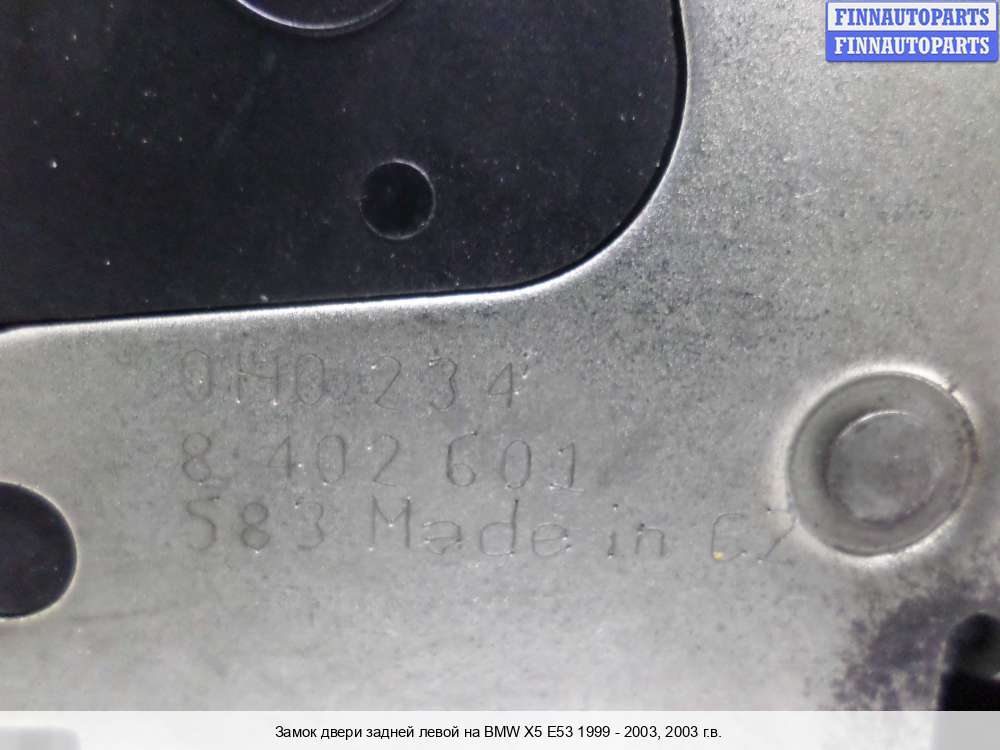 FINNAUTOPARTS
FINNAUTOPARTS
0H0 234
8 402 601
583 Made in CZ
Замок двери задней левой на BMW X5 E53 1999 - 2003, 2003 г.в.